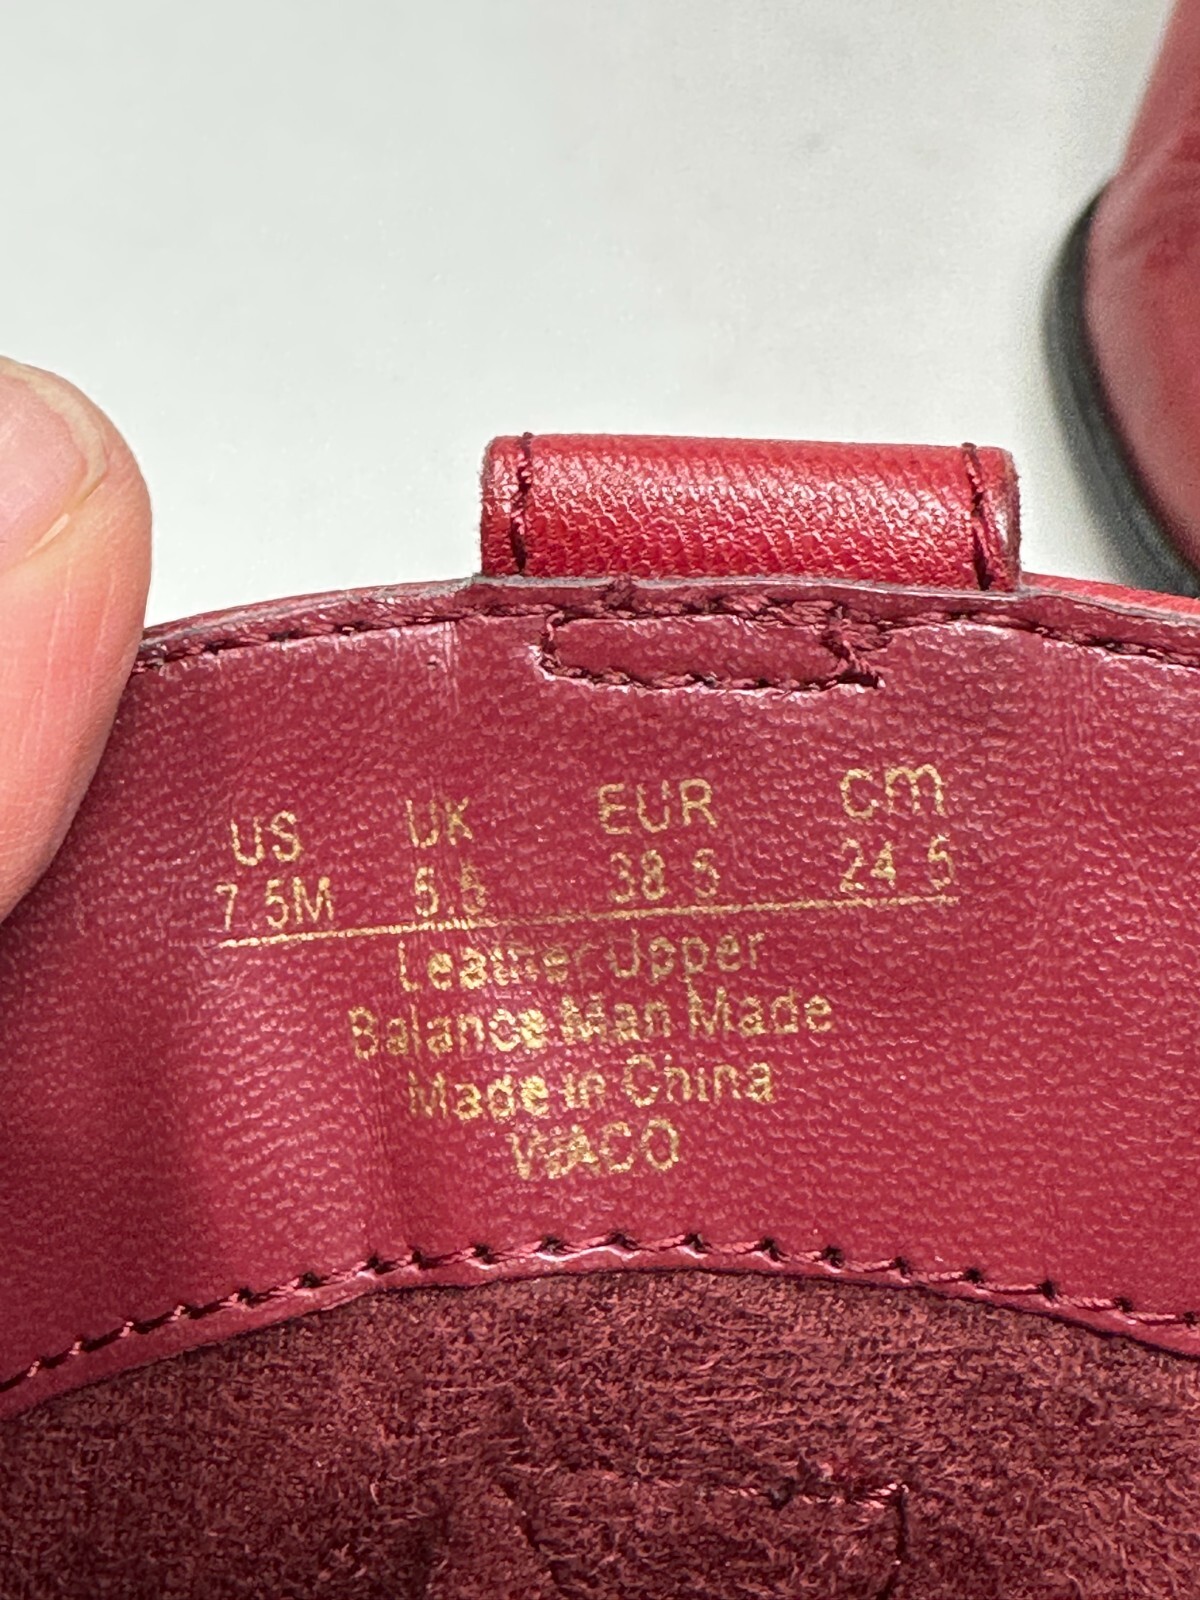 US UK EUR cm
7.5M 5.5 38.5 24.5
Leather Upper
Balance Man Made
Made in China
WACO